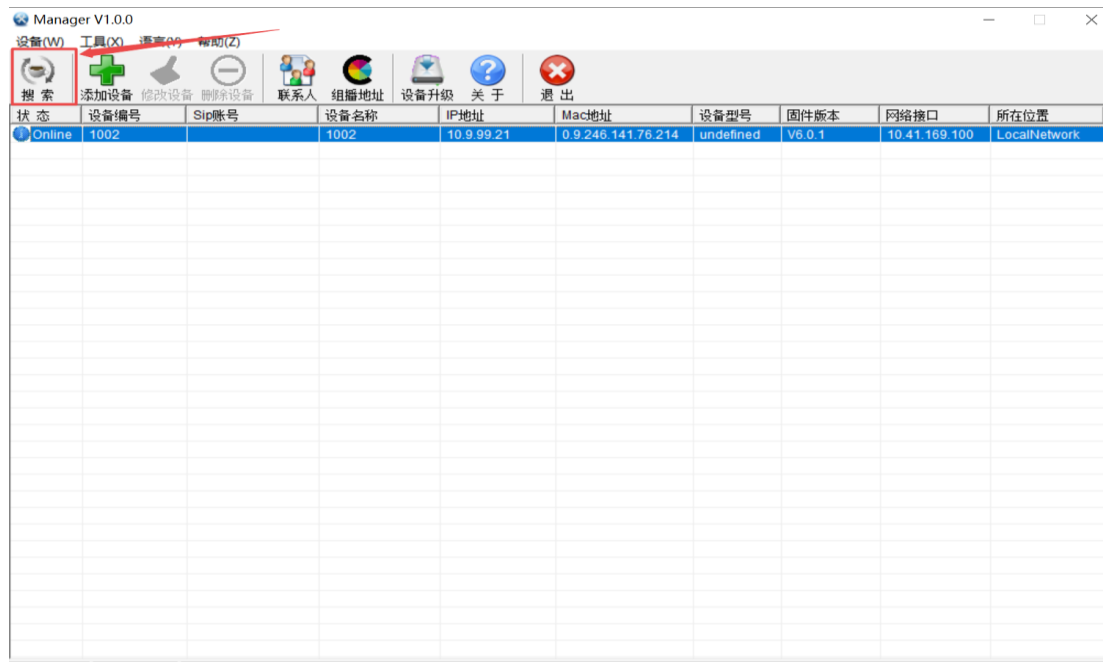 Manager V1.0.0
设备(W) 工具(X) 语言(Y) 帮助(Z)
搜 索 添加设备 修改设备 删除设备 联系人 组播地址 设备升级 关 于 退 出
状 态 设备编号 Sip账号 设备名称 IP地址 Mac地址 设备型号 固件版本 网络接口 所在位置
Online 1002 1002 10.9.99.21 0.9.246.141.76.214 undefined V6.0.1 10.41.169.100 LocalNetwork